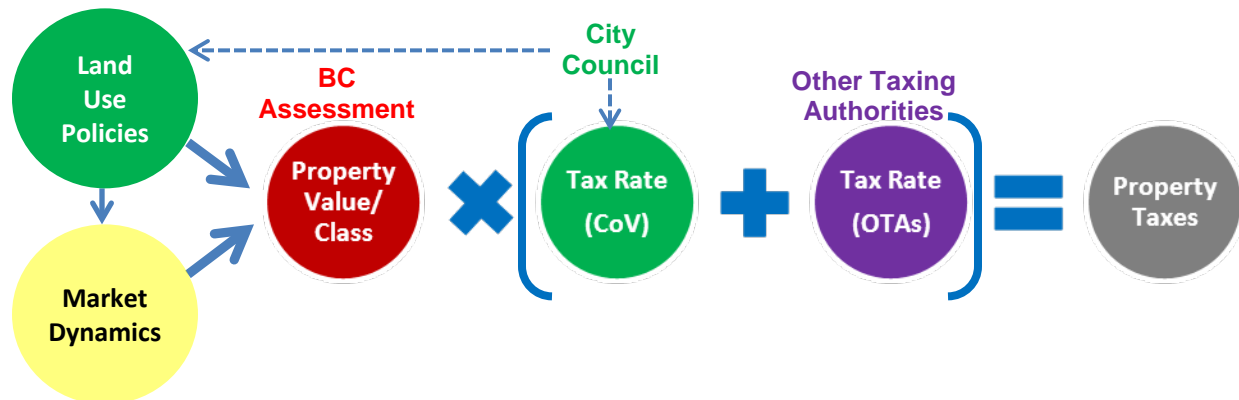 Land
Use
Policies
Market
Dynamics
BC
Assessment
Property
Value/
Class
City
Council
Tax Rate
(CoV)
Other Taxing
Authorities
Tax Rate
(OTAs)
Property
Taxes